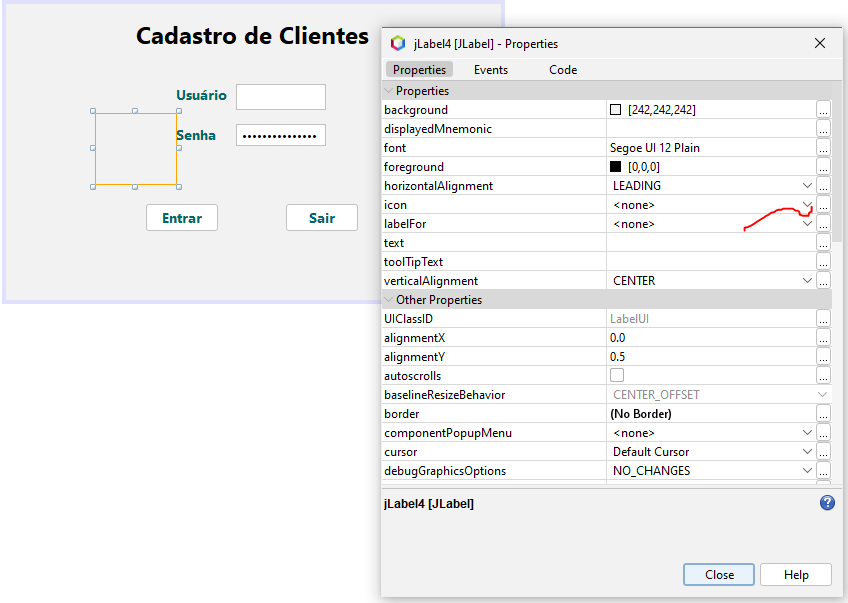 Cadastro de Clientes
Usuário
Senha •••••••••••••••
Entrar Sair
jLabel4 [JLabel] - Properties
Properties Events Code
Properties
background [242,242,242] ...
displayedMnemonic ...
font Segoe UI 12 Plain ...
foreground [0,0,0] ...
horizontalAlignment LEADING ...
icon <none> ...
labelFor <none> ...
text ...
toolTipText ...
verticalAlignment CENTER ...
Other Properties
UIClassID LabelUI ...
alignmentX 0.0 ...
alignmentY 0.5 ...
autoscrolls ...
baselineResizeBehavior CENTER_OFFSET
border (No Border) ...
componentPopupMenu <none> ...
cursor Default Cursor ...
debugGraphicsOptions NO_CHANGES ...
jLabel4 [JLabel]
?
Close Help